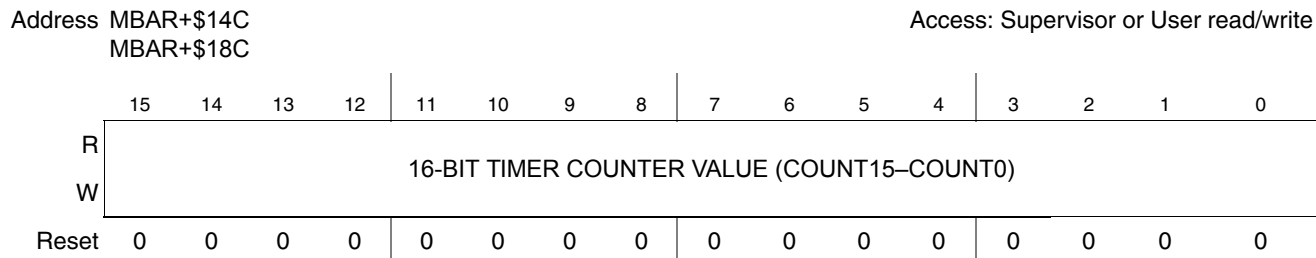 Address MBAR+$14C Access: Supervisor or User read/write
MBAR+$18C
15 14 13 12 11 10 9 8 7 6 5 4 3 2 1 0
R
16-BIT TIMER COUNTER VALUE (COUNT15–COUNT0)
W
Reset 0 0 0 0 0 0 0 0 0 0 0 0 0 0 0 0